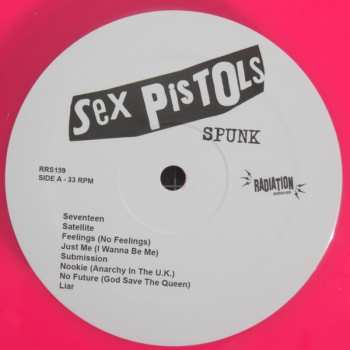 SEX PISTOLS
SPUNK
RRS159
SIDE A - 33 RPM
RADIATION
Seventeen
Satellite
Feelings (No Feelings)
Just Me (I Wanna Be Me)
Submission
Nookie (Anarchy In The U.K.)
No Future (God Save The Queen)
Liar